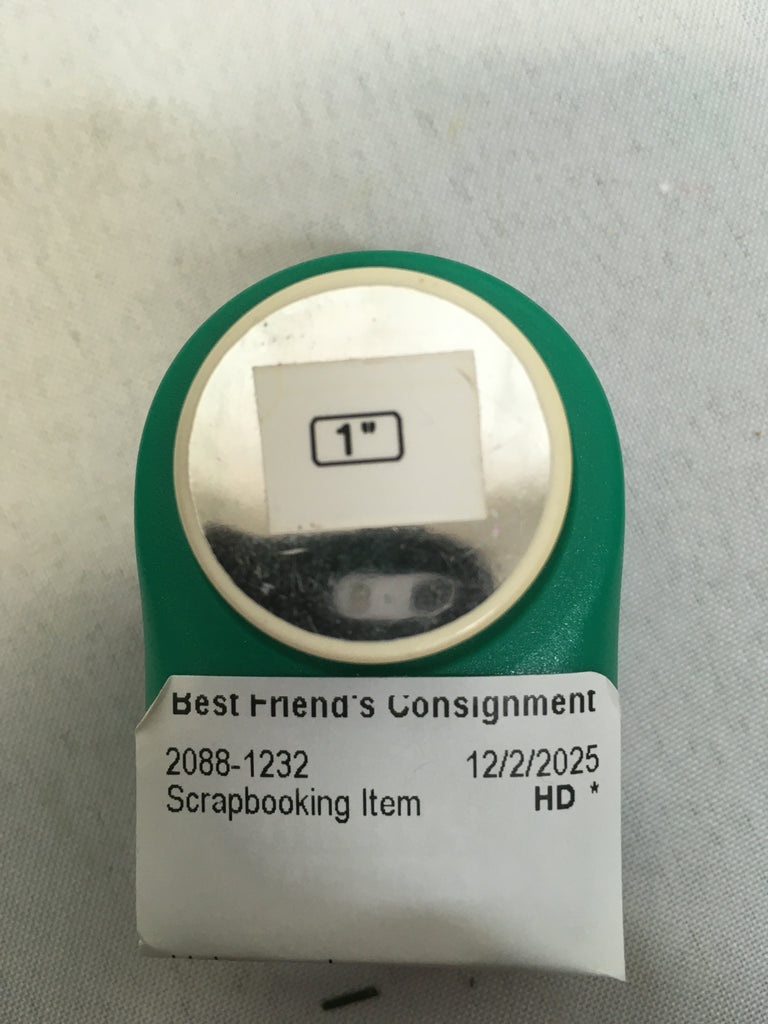 1"
Best Friend's Consignment
2088-1232 12/2/2025
Scrapbooking Item HD *